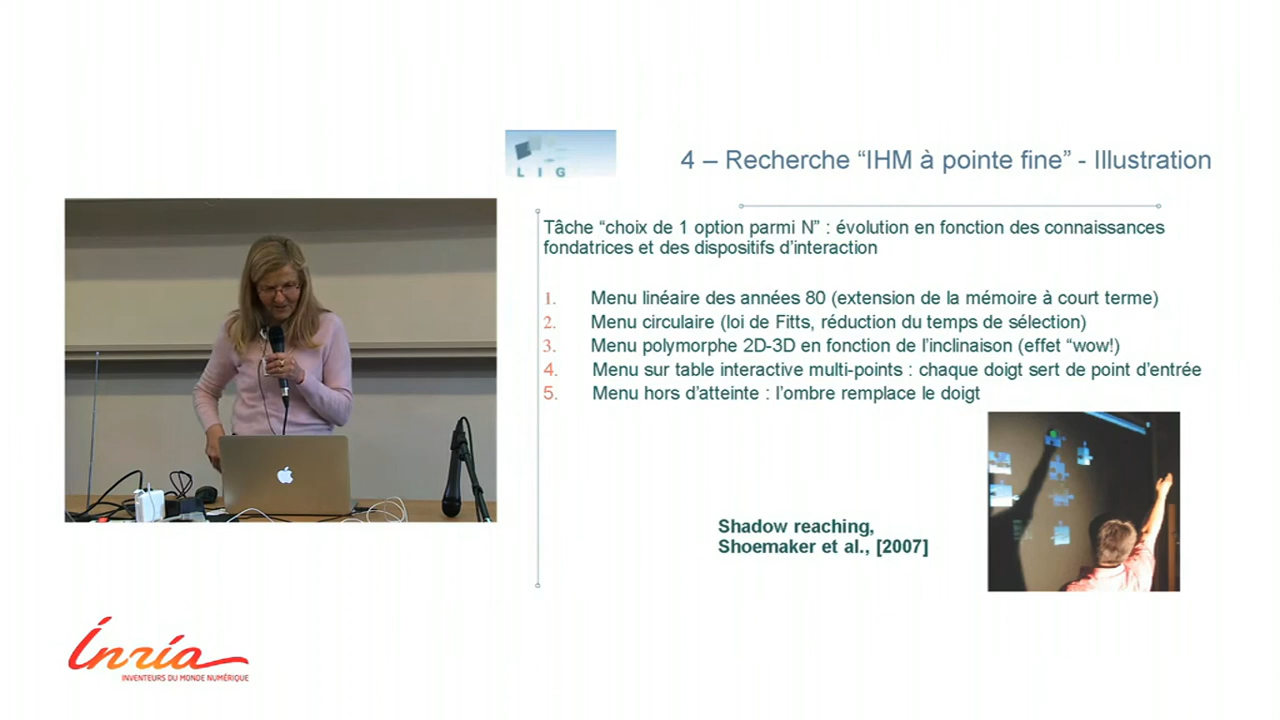 L I G
4 – Recherche “IHM à pointe fine” - Illustration
Tâche “choix de 1 option parmi N” : évolution en fonction des connaissances
fondatrices et des dispositifs d’interaction
1. Menu linéaire des années 80 (extension de la mémoire à court terme)
2. Menu circulaire (loi de Fitts, réduction du temps de sélection)
3. Menu polymorphe 2D-3D en fonction de l’inclinaison (effet “wow!)
4. Menu sur table interactive multi-points : chaque doigt sert de point d’entrée
5. Menu hors d’atteinte : l’ombre remplace le doigt
Shadow reaching,
Shoemaker et al., [2007]
Inria
INVENTEURS DU MONDE NUMÉRIQUE